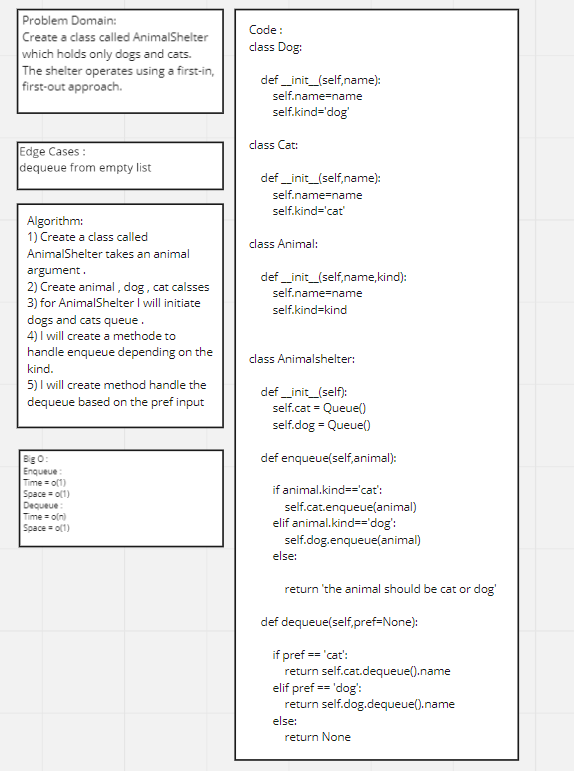 Problem Domain:
Create a class called AnimalShelter
which holds only dogs and cats.
The shelter operates using a first-in,
first-out approach.
Edge Cases :
dequeue from empty list
Algorithm:
1) Create a class called
AnimalShelter takes an animal
argument .
2) Create animal , dog , cat calsses
3) for AnimalShelter I will initiate
dogs and cats queue .
4) I will create a methode to
handle enqueue depending on the
kind.
5) I will create method handle the
dequeue based on the pref input
Big O :
Enqueue :
Time = o(1)
Space = o(1)
Dequeue :
Time = o(n)
Space = o(1)
Code :
class Dog:
def __init__(self,name):
self.name=name
self.kind='dog'
class Cat:
def __init__(self,name):
self.name=name
self.kind='cat'
class Animal:
def __init__(self,name,kind):
self.name=name
self.kind=kind
class Animalshelter:
def __init__(self):
self.cat = Queue()
self.dog = Queue()
def enqueue(self,animal):
if animal.kind=='cat':
self.cat.enqueue(animal)
elif animal.kind=='dog':
self.dog.enqueue(animal)
else:
return 'the animal should be cat or dog'
def dequeue(self,pref=None):
if pref == 'cat':
return self.cat.dequeue().name
elif pref == 'dog':
return self.dog.dequeue().name
else:
return None